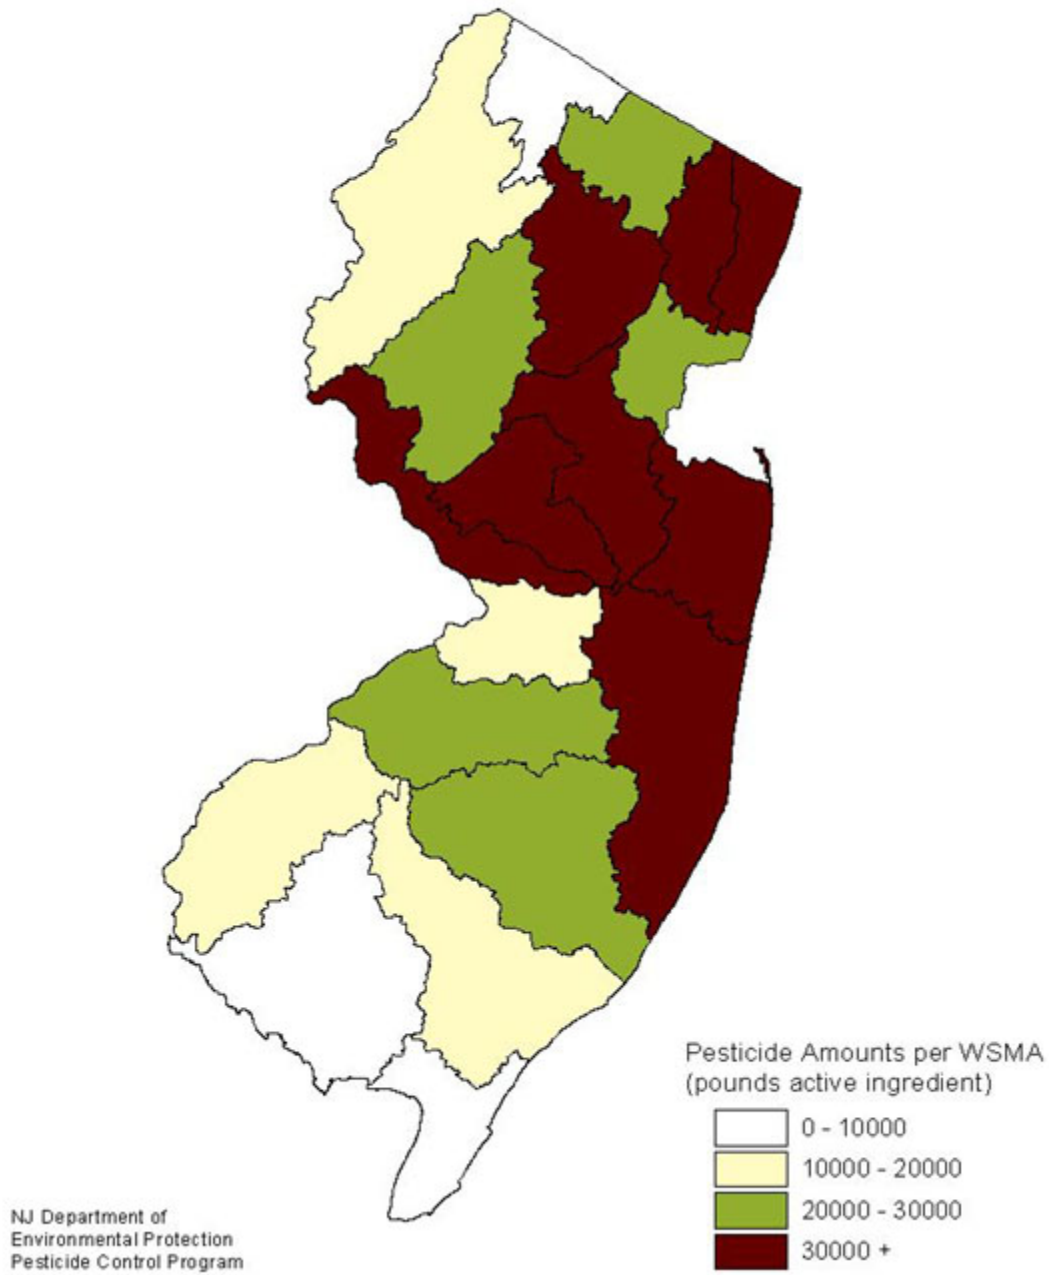 Pesticide Amounts per WSMA
(pounds active ingredient)
0 - 10000
10000 - 20000
20000 - 30000
30000 +
NJ Department of
Environmental Protection
Pesticide Control Program